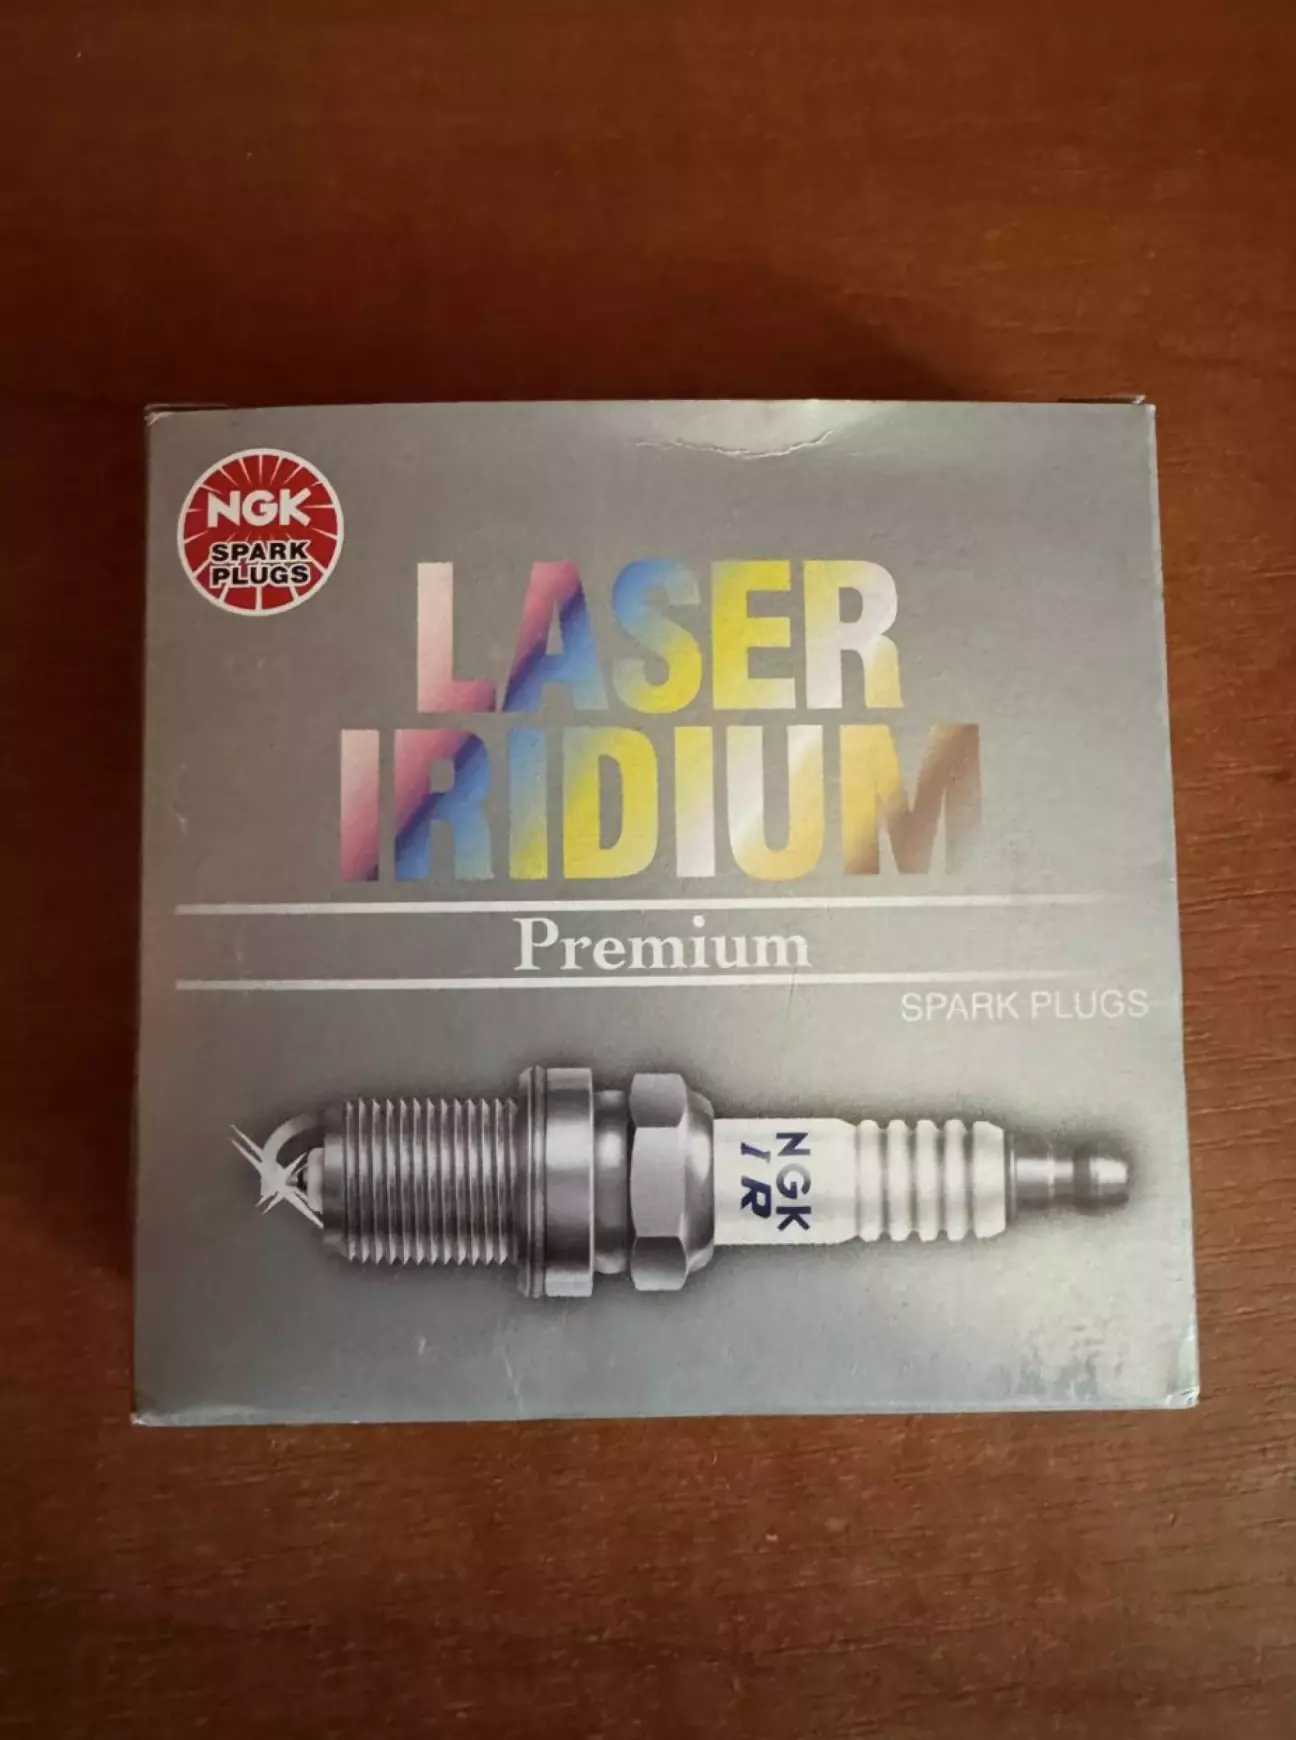 NGK
SPARK
PLUGS
LASER
IRIDIUM
Premium
SPARK PLUGS
NGK
IR